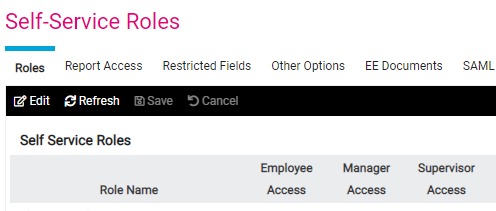 Self-Service Roles
Roles Report Access Restricted Fields Other Options EE Documents SAML
Edit Refresh Save Cancel
Self Service Roles
Employee Manager Supervisor
Role Name Access Access Access